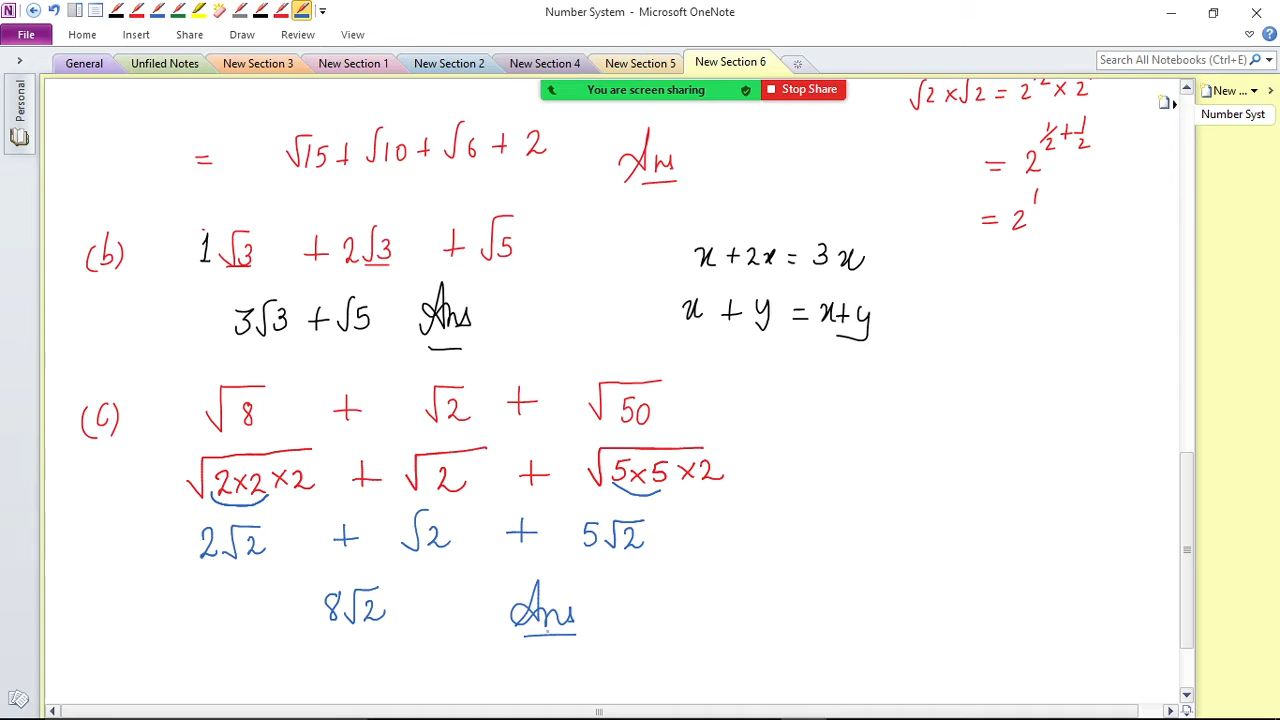 Number System - Microsoft OneNote
File Home Insert Share Draw Review View
General Unfiled Notes New Section 3 New Section 1 New Section 2 New Section 4 New Section 5 New Section 6
Search All Notebooks (Ctrl+E)
You are screen sharing Stop Share
Personal
New ...
Number Syst
√2 × √2 = 2^1/2 × 2
= √15 + √10 + √6 + 2 Ans
= 2^(1/2 + 1/2)
= 2^1
(b) 1√3 + 2√3 + √5
x + 2x = 3x
3√3 + √5 Ans
x + y = x+y
(c) √8 + √2 + √50
√2×2×2 + √2 + √5×5×2
2√2 + √2 + 5√2
8√2 Ans